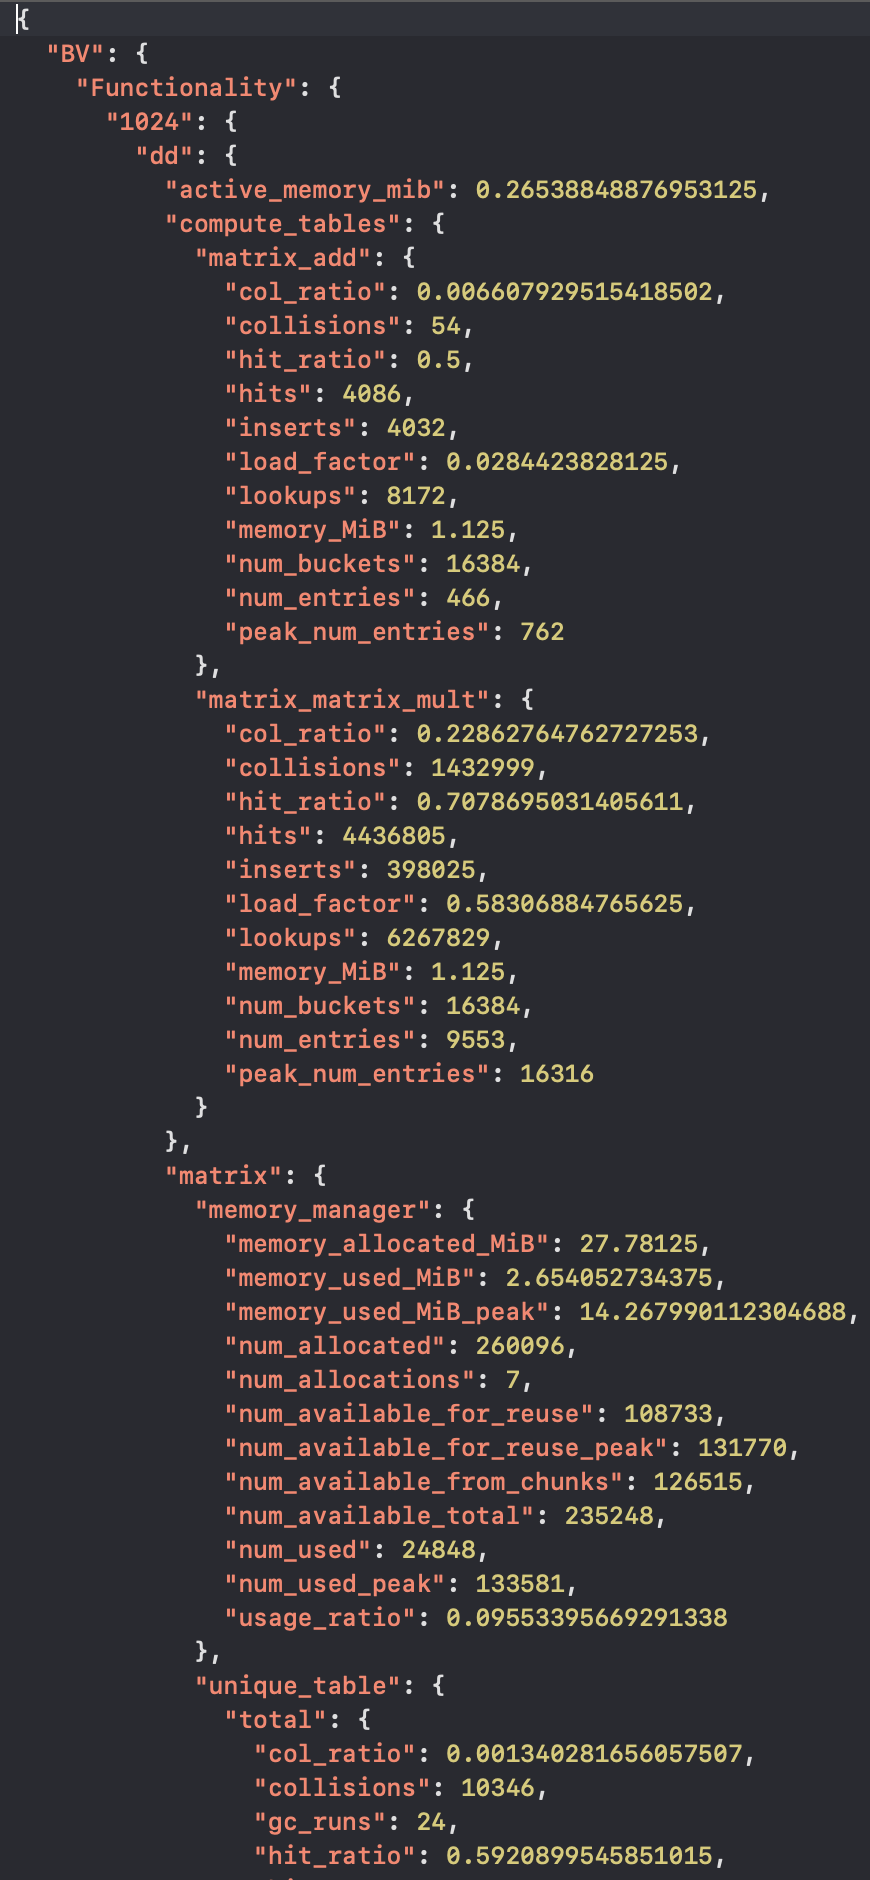 {
"BV": {
"Functionality": {
"1024": {
"dd": {
"active_memory_mib": 0.26538848876953125,
"compute_tables": {
"matrix_add": {
"col_ratio": 0.006607929515418502,
"collisions": 54,
"hit_ratio": 0.5,
"hits": 4086,
"inserts": 4032,
"load_factor": 0.0284423828125,
"lookups": 8172,
"memory_MiB": 1.125,
"num_buckets": 16384,
"num_entries": 466,
"peak_num_entries": 762
},
"matrix_matrix_mult": {
"col_ratio": 0.22862764762727253,
"collisions": 1432999,
"hit_ratio": 0.7078695031405611,
"hits": 4436805,
"inserts": 398025,
"load_factor": 0.58306884765625,
"lookups": 6267829,
"memory_MiB": 1.125,
"num_buckets": 16384,
"num_entries": 9553,
"peak_num_entries": 16316
}
},
"matrix": {
"memory_manager": {
"memory_allocated_MiB": 27.78125,
"memory_used_MiB": 2.654052734375,
"memory_used_MiB_peak": 14.267990112304688,
"num_allocated": 260096,
"num_allocations": 7,
"num_available_for_reuse": 108733,
"num_available_for_reuse_peak": 131770,
"num_available_from_chunks": 126515,
"num_available_total": 235248,
"num_used": 24848,
"num_used_peak": 133581,
"usage_ratio": 0.09553395669291338
},
"unique_table": {
"total": {
"col_ratio": 0.001340281656057507,
"collisions": 10346,
"gc_runs": 24,
"hit_ratio": 0.5920899545851015,